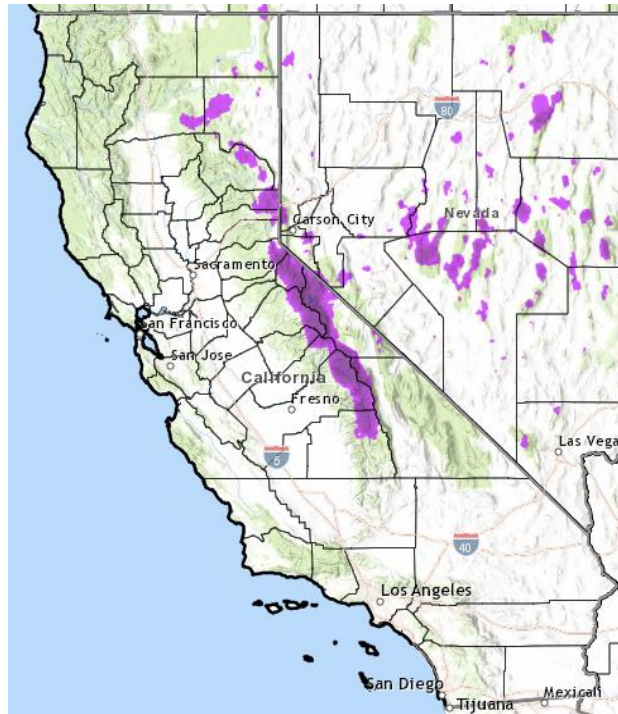 80
Carson City
Nevada
Sacramento
San Francisco
San Jose
California
Fresno
5
Las Vega
40
Los Angeles
San Diego
Tijuana
Mexicali